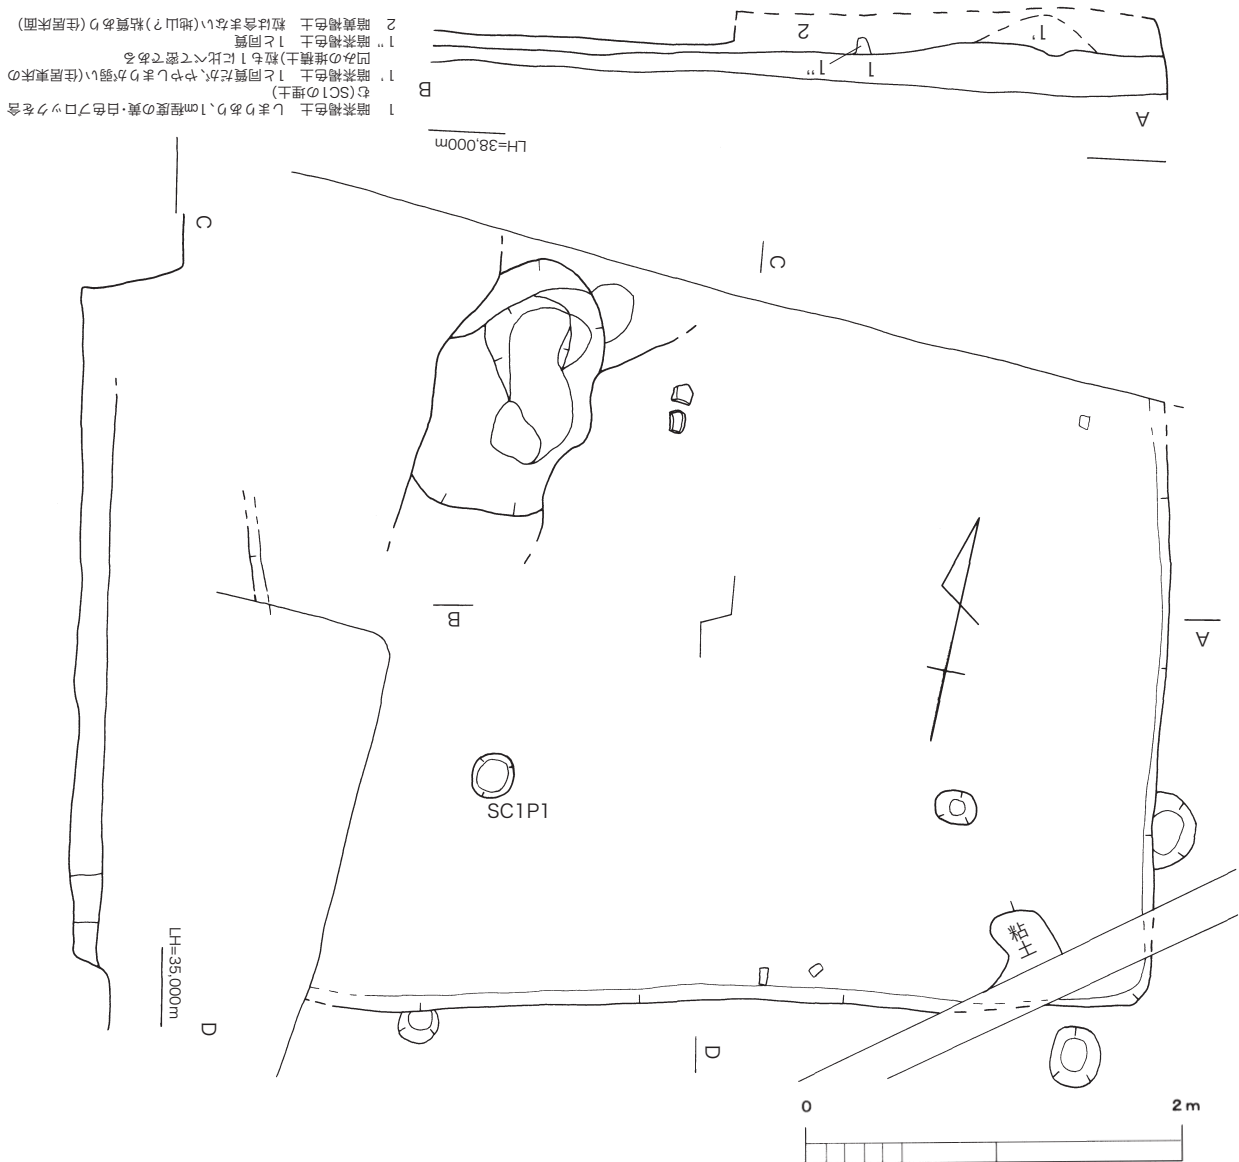 1 暗茶褐色土 しまりあり、1cm程度の黄・白色ブロックを含
む(SC1の埋土)
1' 暗茶褐色土 1と同質だが、ややしまりが弱い(住居東床の
凹みの堆積土)粒も1に比べて密である
1" 暗茶褐色土 1と同質
2 暗黄褐色土 粒は含まない(地山?)粘質あり(住居床面)
2
1'
1"
1
B
A
LH=38,000m
C
C
B
A
SC1P1
粘土
LH=35,000m
D
D
0
2m